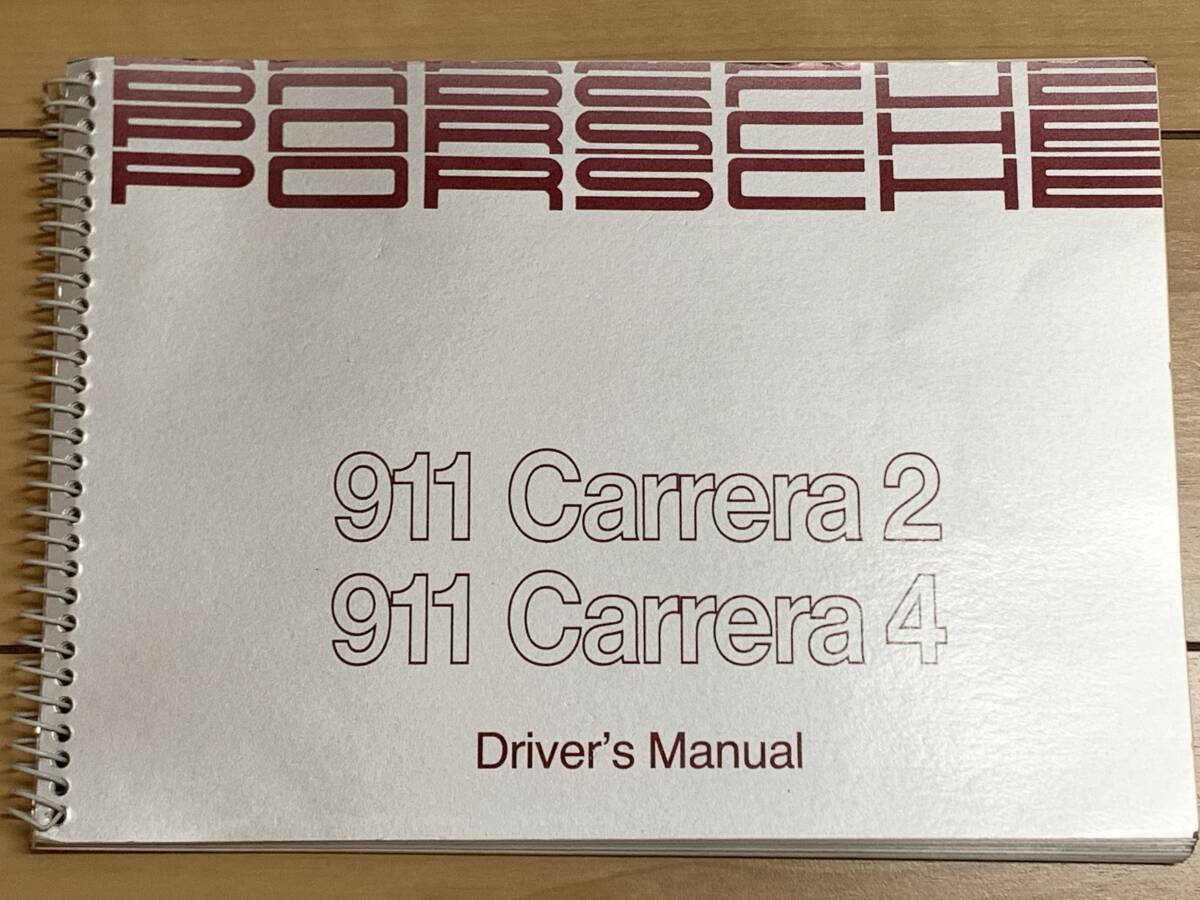 PORSCHE
PORSCHE
PORSCHE
911 Carrera 2
911 Carrera 4
Driver's Manual